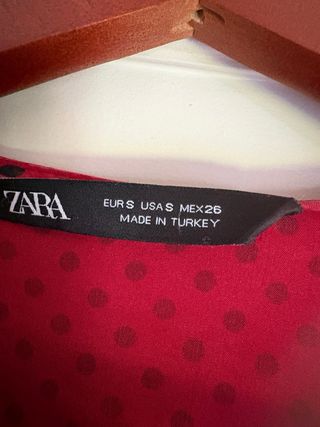 ZARA
EUR S USA S MEX 26
MADE IN TURKEY